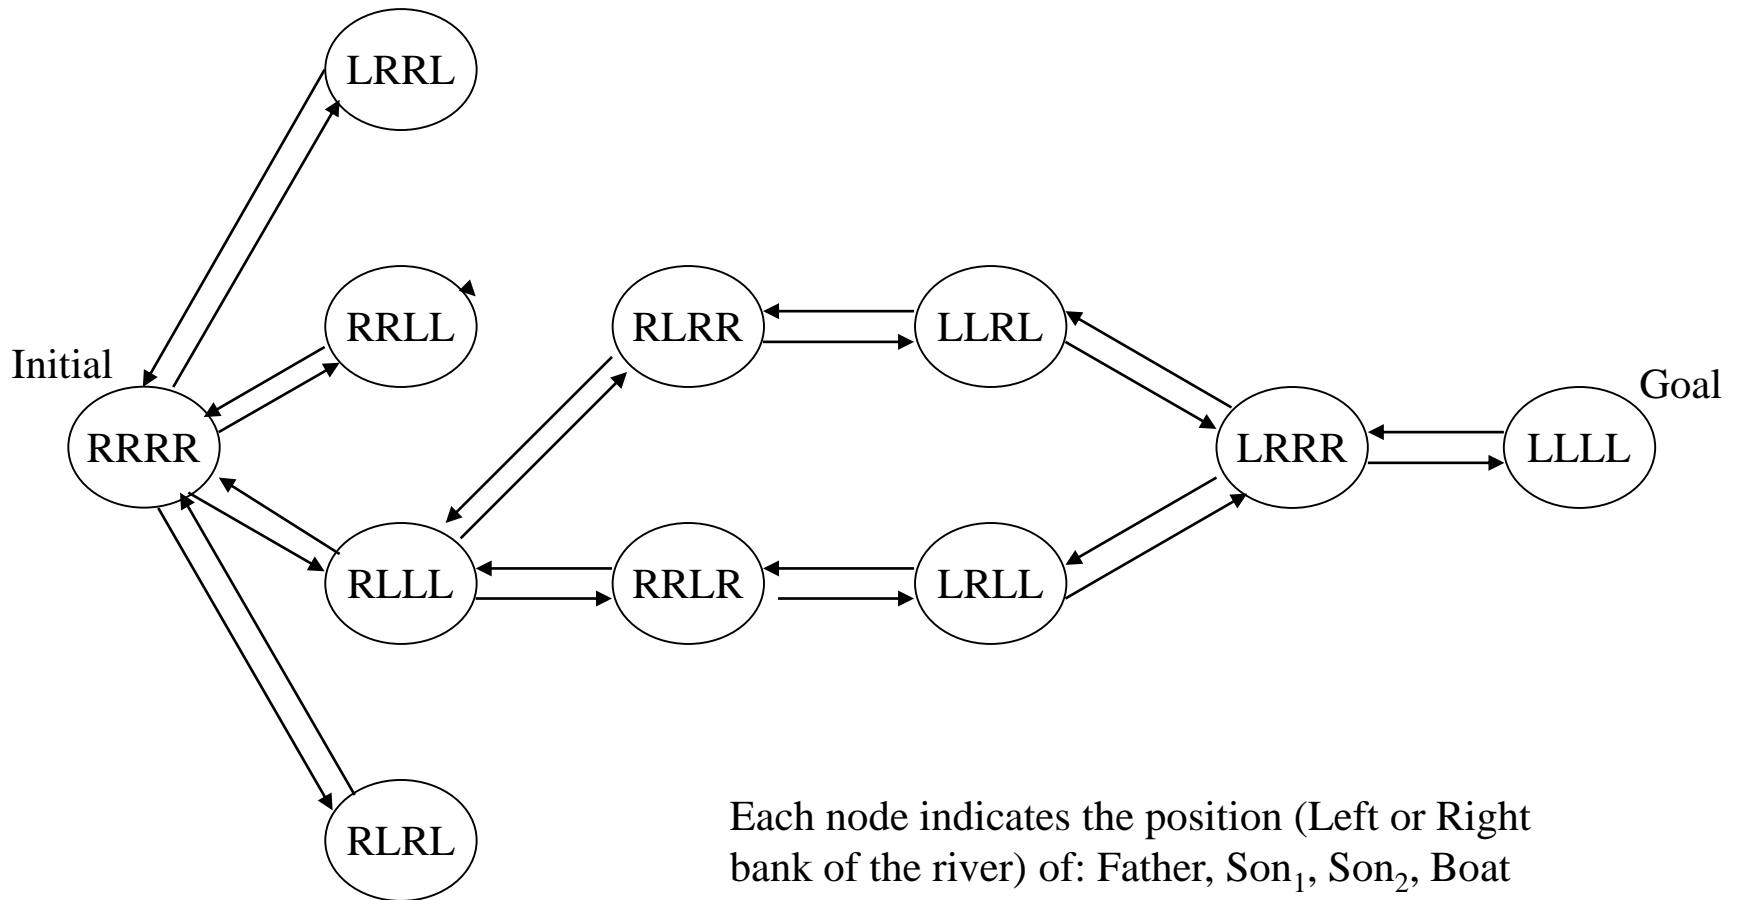 LRRL
RRLL
RLRR
LLRL
Initial
Goal
RRRR
LRRR
LLLL
RLLL
RRLR
LRLL
RLRL
Each node indicates the position (Left or Right
bank of the river) of: Father, Son₁, Son₂, Boat